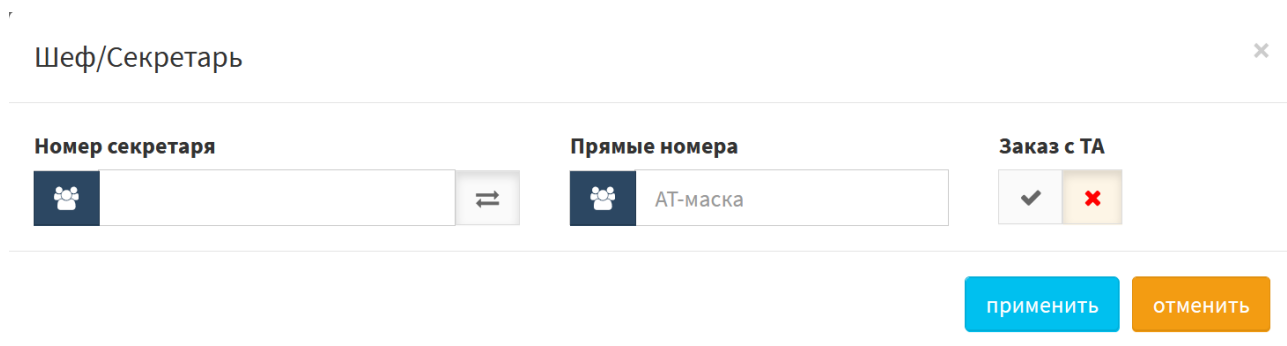 Шеф/Секретарь ×
Номер секретаря Прямые номера Заказ с ТА
АТ-маска
применить отменить